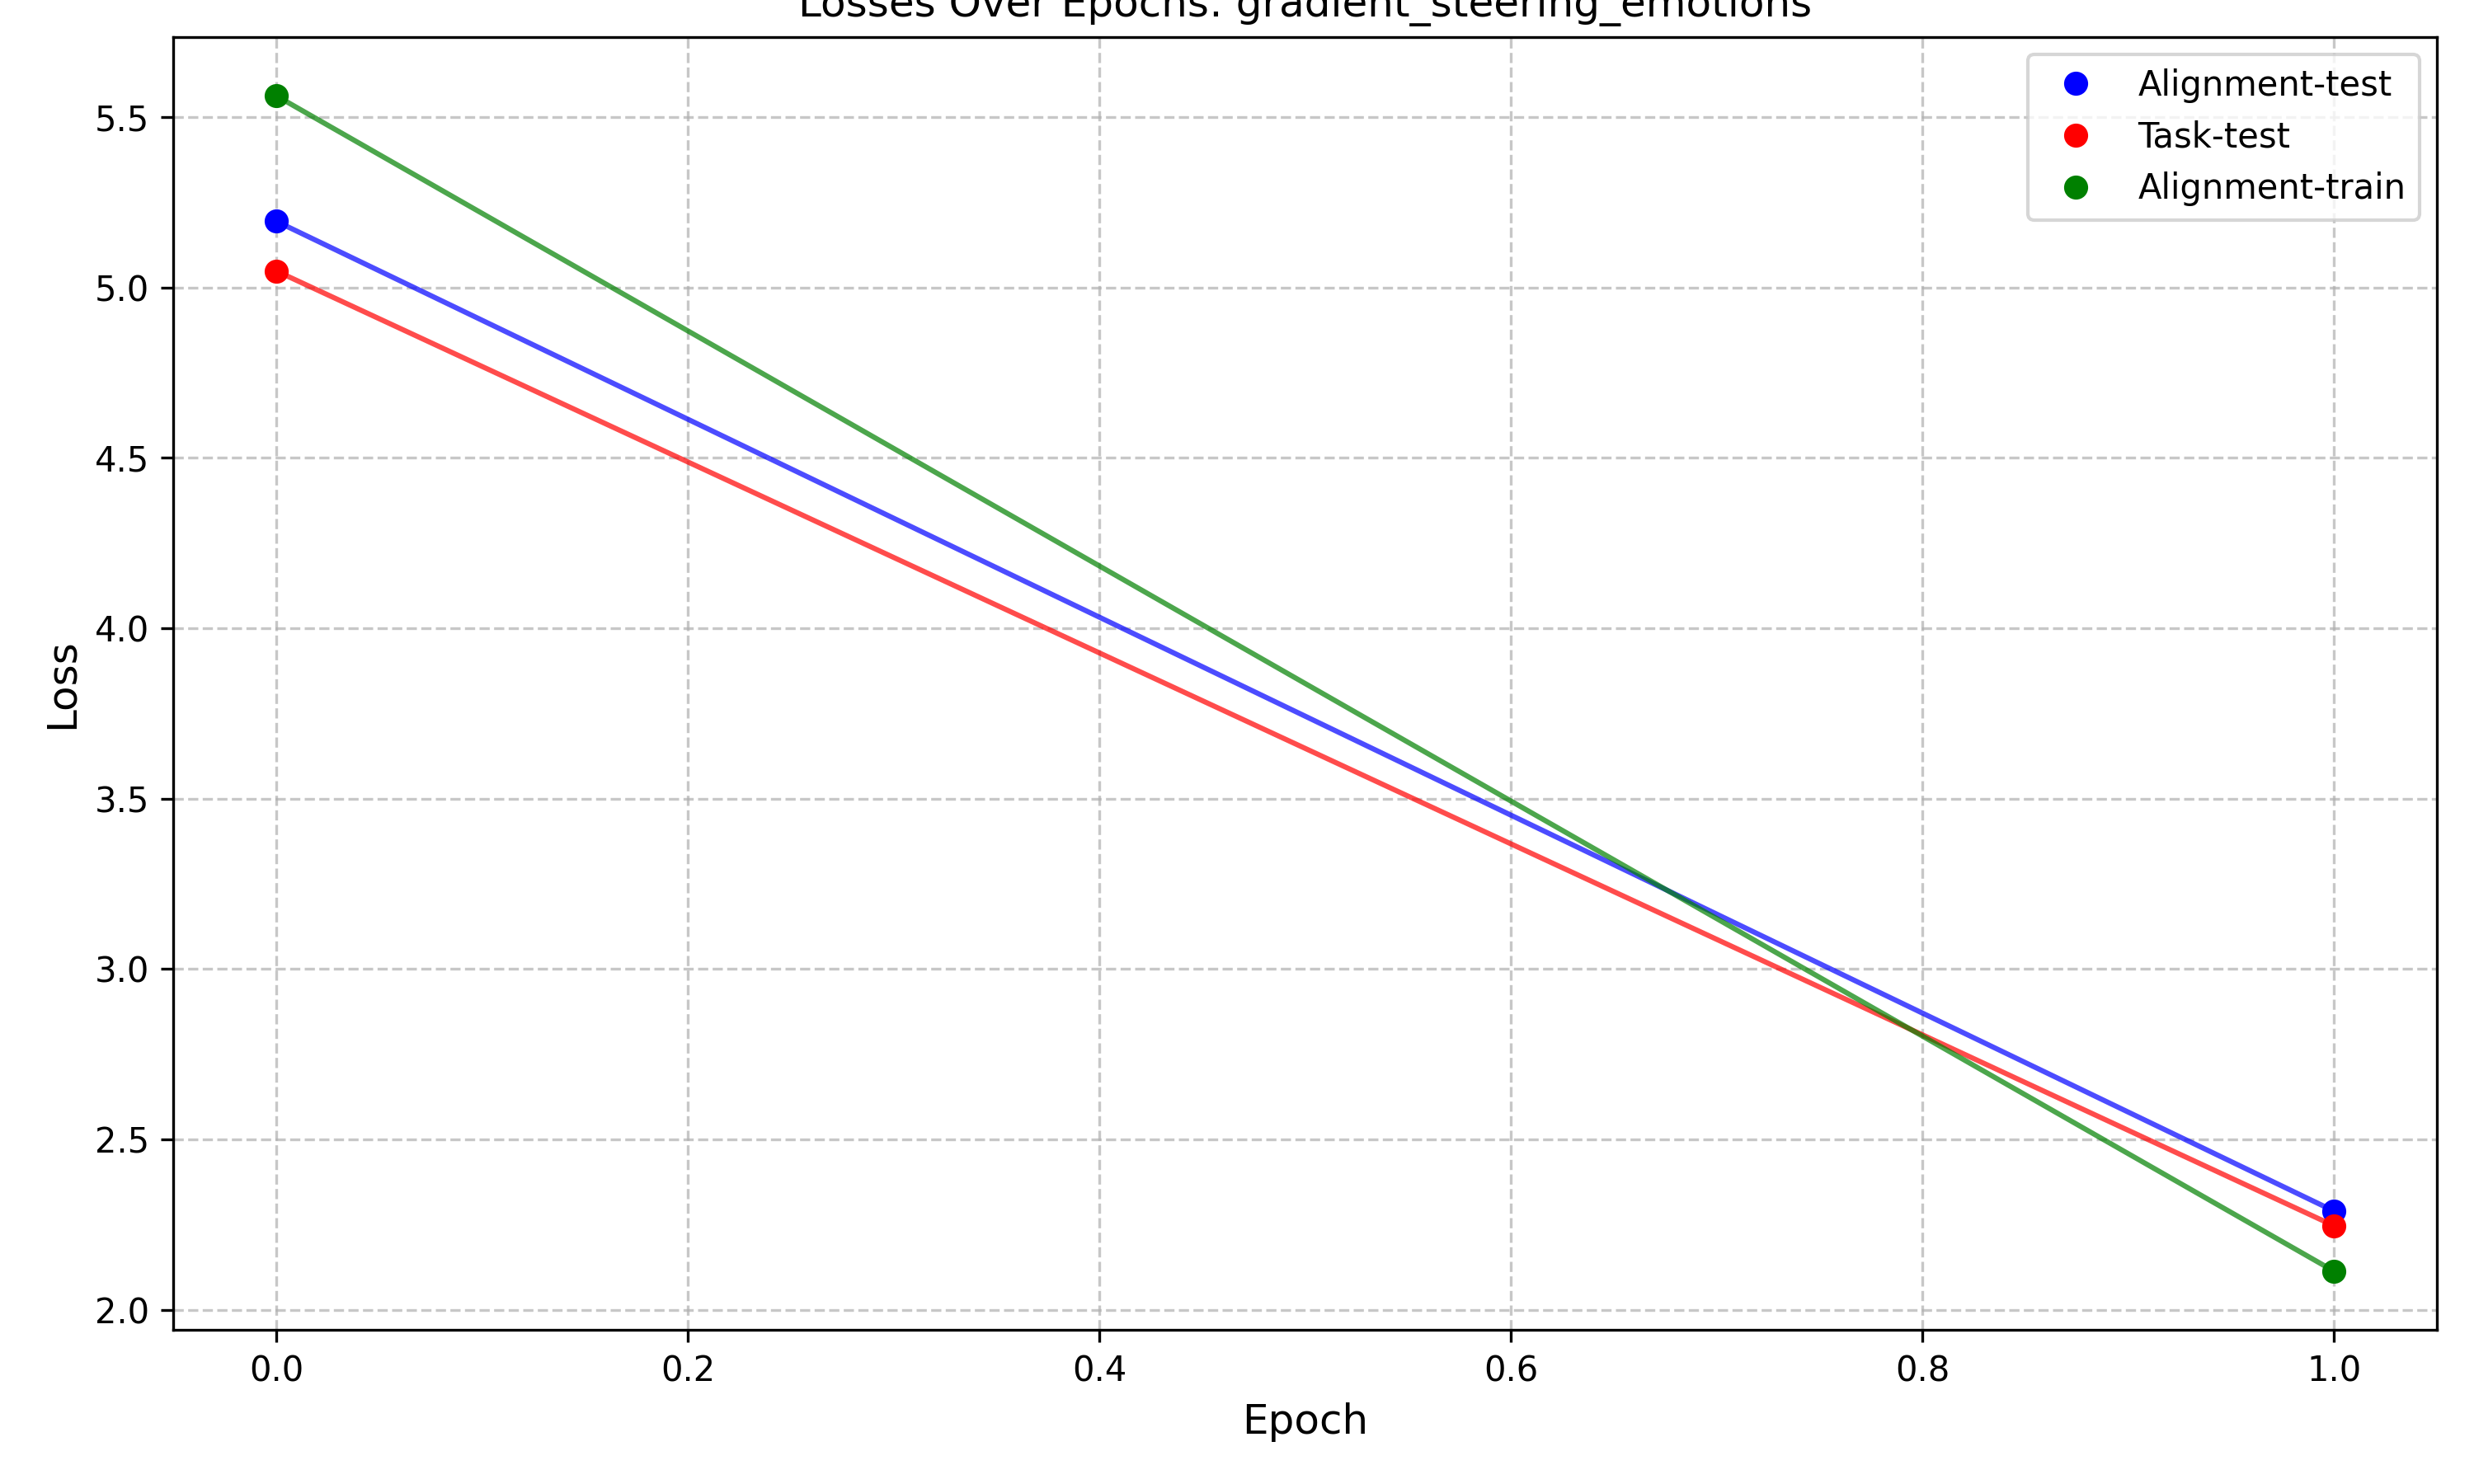 Losses Over Epochs: gradient_steering_emotions
Alignment-test
Task-test
Alignment-train
5.5
5.0
4.5
4.0
3.5
3.0
2.5
2.0
Loss
0.0 0.2 0.4 0.6 0.8 1.0
Epoch